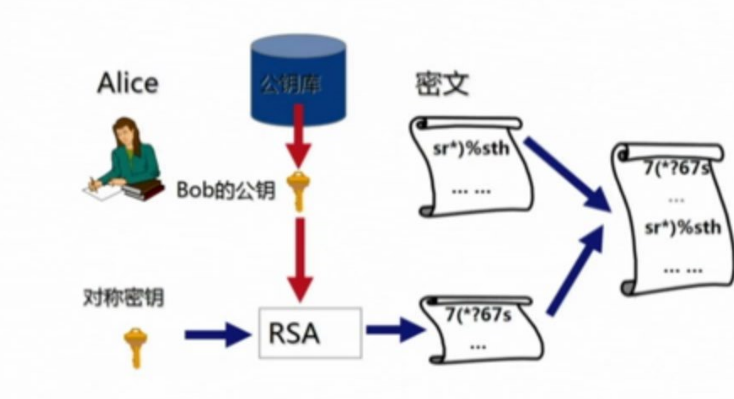 Alice
公钥库
密文
sr*)%sth
... ...
Bob的公钥
7(*?67s
...
sr*)%sth
... ...
对称密钥
RSA
7(*?67s
...